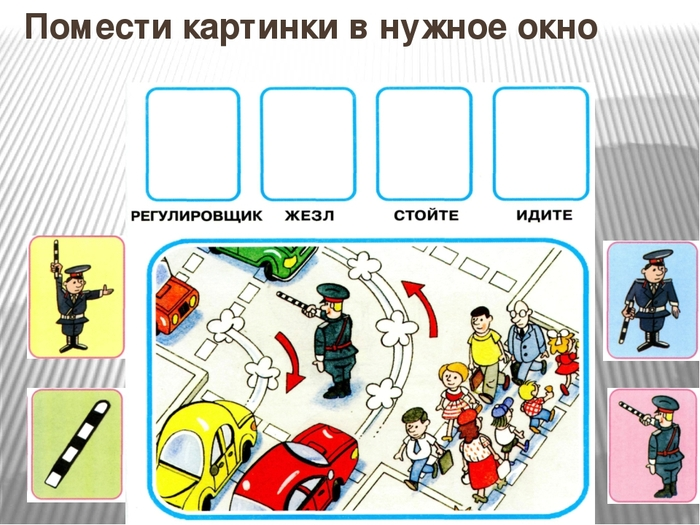 Помести картинки в нужное окно
РЕГУЛИРОВЩИК ЖЕЗЛ СТОЙТЕ ИДИТЕ